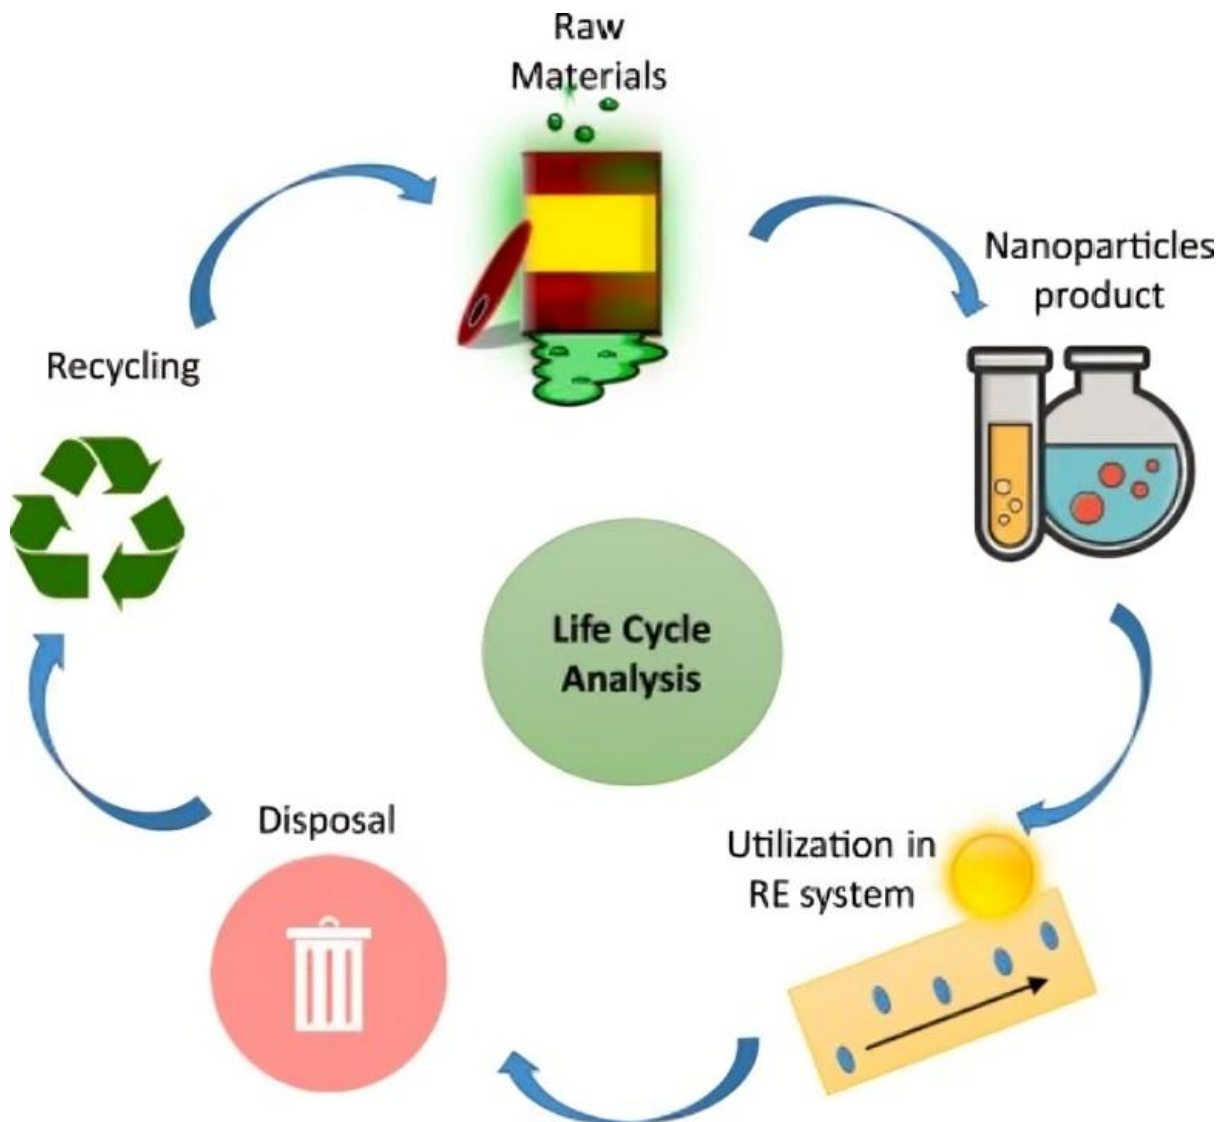 Raw
Materials
Nanoparticles
product
Recycling
Life Cycle
Analysis
Disposal
Utilization in
RE system